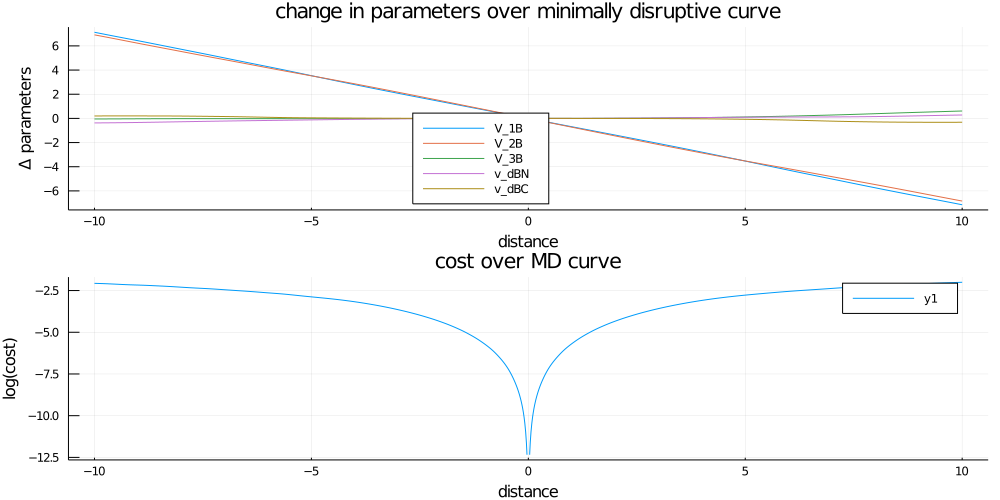 change in parameters over minimally disruptive curve
Δ parameters
6
4
2
0
−2
−4
−6
V_1B
V_2B
V_3B
v_dBN
v_dBC
−10
−5
0
5
10
distance
cost over MD curve
log(cost)
−2.5
−5.0
−7.5
−10.0
−12.5
y1
−10
−5
0
5
10
distance